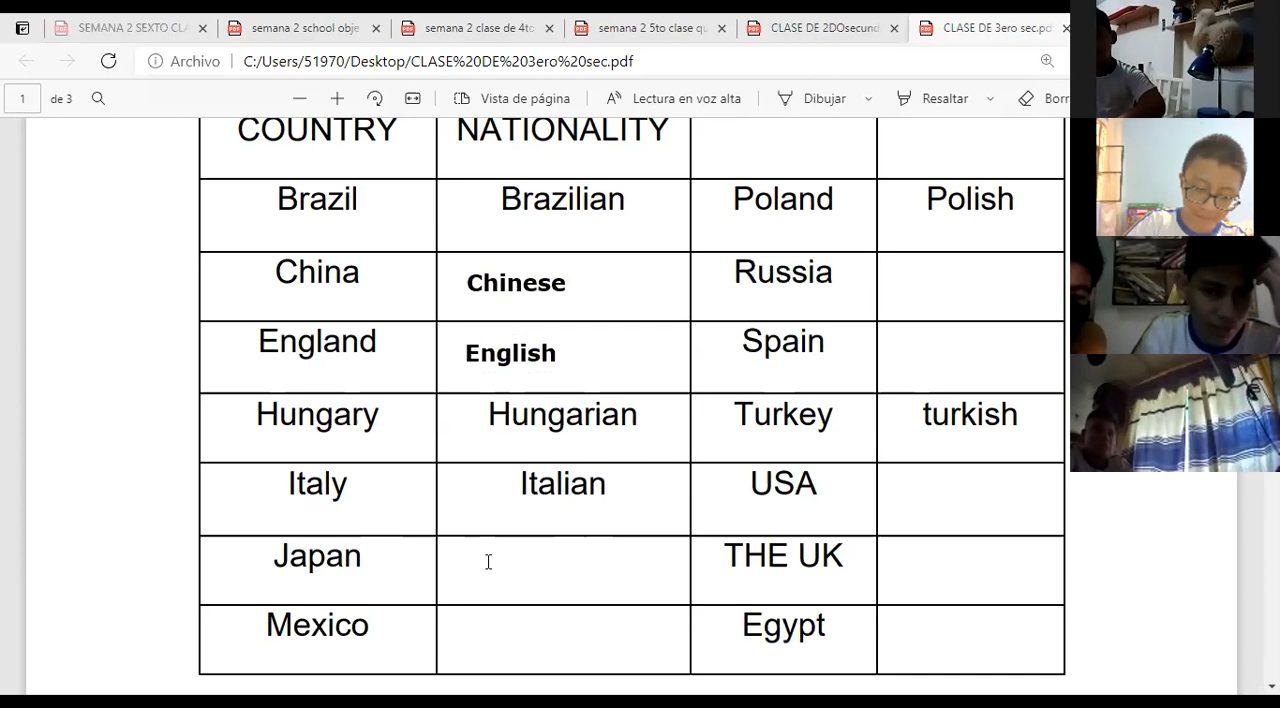 SEMANA 2 SEXTO CLA
semana 2 school obje
semana 2 clase de 4to
semana 2 5to clase qu
CLASE DE 2DOsecund
CLASE DE 3ero sec.pdf
Archivo C:/Users/51970/Desktop/CLASE%20DE%203ero%20sec.pdf
1 de 3 Vista de página Lectura en voz alta Dibujar Resaltar Borr
COUNTRY NATIONALITY
Brazil Brazilian Poland Polish
China Chinese Russia
England English Spain
Hungary Hungarian Turkey turkish
Italy Italian USA
Japan THE UK
Mexico Egypt